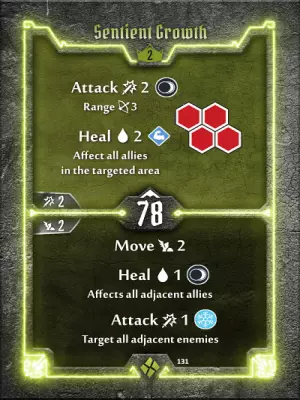 Sentient Growth
2
Attack 2
Range 3
Heal 2
Affect all allies
in the targeted area
2
78
2
Move 2
Heal 1
Affects all adjacent allies
Attack 1
Target all adjacent enemies
131